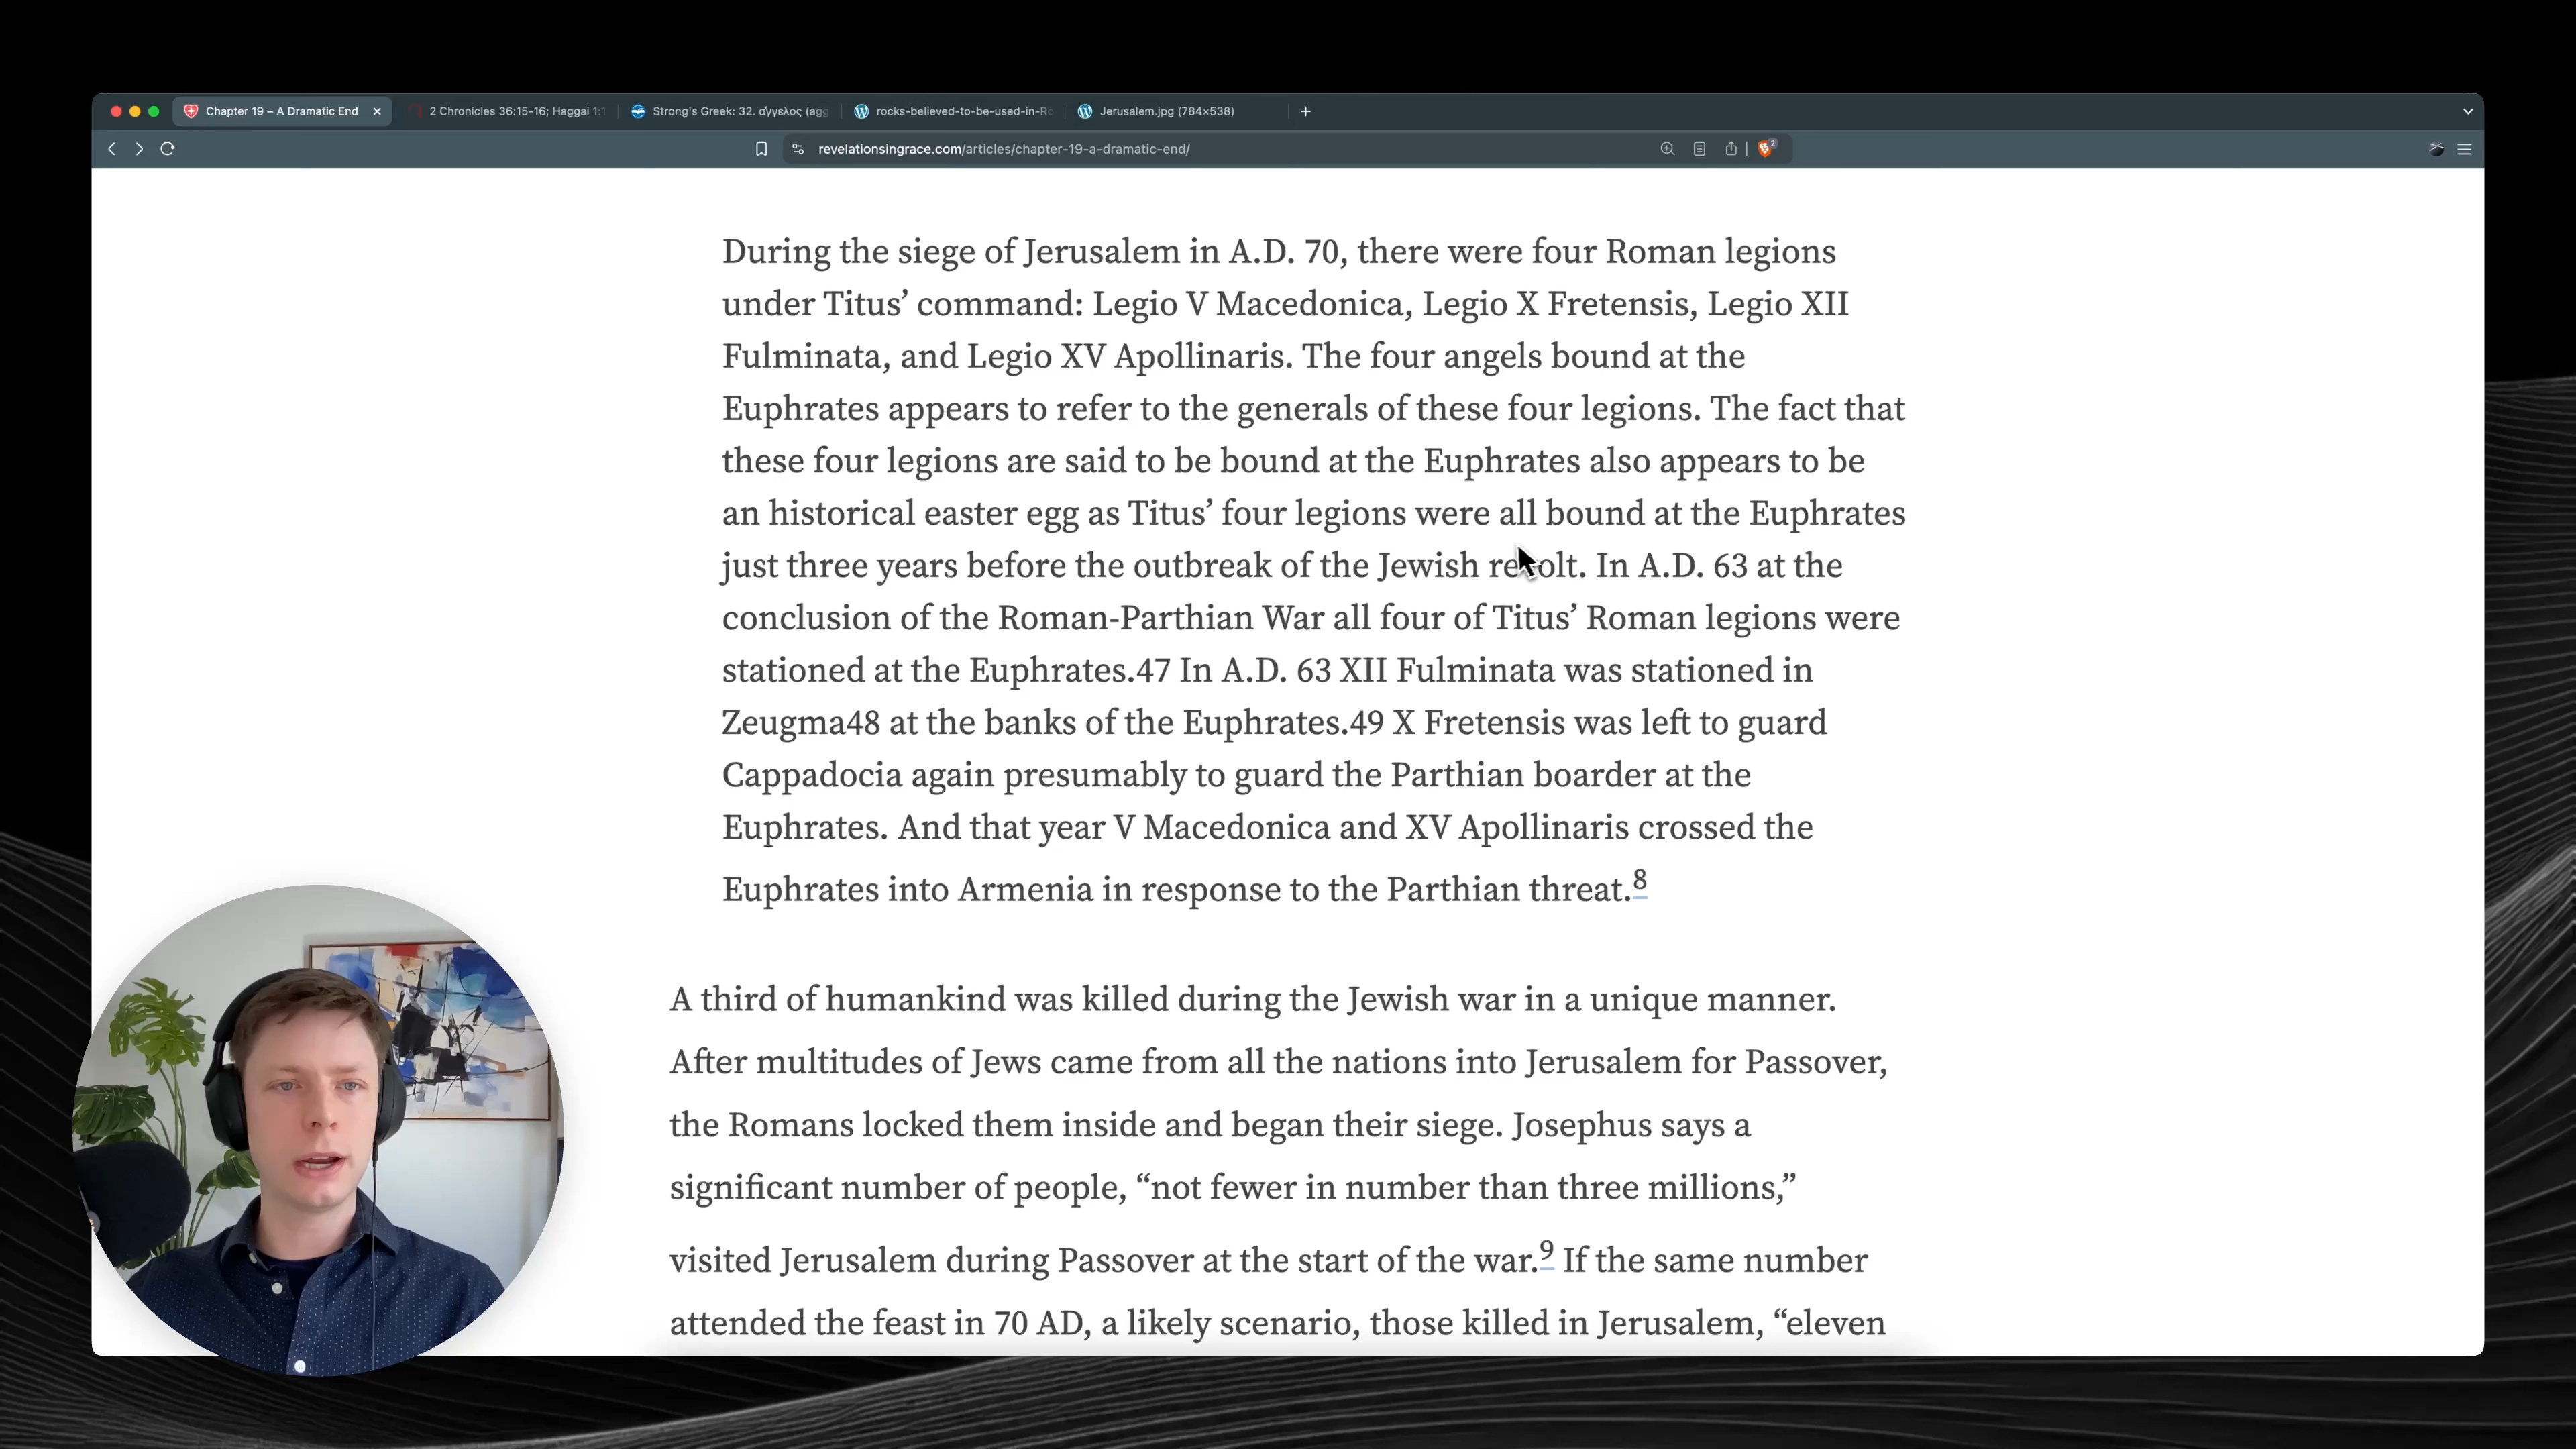 Chapter 19 – A Dramatic End
2 Chronicles 36:15-16; Haggai 1:1
Strong's Greek: 32. ἄγγελος (agg
rocks-believed-to-be-used-in-Ro
Jerusalem.jpg (784×538)
revelationsingrace.com/articles/chapter-19-a-dramatic-end/
2
During the siege of Jerusalem in A.D. 70, there were four Roman legions
under Titus’ command: Legio V Macedonica, Legio X Fretensis, Legio XII
Fulminata, and Legio XV Apollinaris. The four angels bound at the
Euphrates appears to refer to the generals of these four legions. The fact that
these four legions are said to be bound at the Euphrates also appears to be
an historical easter egg as Titus’ four legions were all bound at the Euphrates
just three years before the outbreak of the Jewish revolt. In A.D. 63 at the
conclusion of the Roman-Parthian War all four of Titus’ Roman legions were
stationed at the Euphrates.47 In A.D. 63 XII Fulminata was stationed in
Zeugma48 at the banks of the Euphrates.49 X Fretensis was left to guard
Cappadocia again presumably to guard the Parthian boarder at the
Euphrates. And that year V Macedonica and XV Apollinaris crossed the
Euphrates into Armenia in response to the Parthian threat.8
A third of humankind was killed during the Jewish war in a unique manner.
After multitudes of Jews came from all the nations into Jerusalem for Passover,
the Romans locked them inside and began their siege. Josephus says a
significant number of people, “not fewer in number than three millions,”
visited Jerusalem during Passover at the start of the war.9 If the same number
attended the feast in 70 AD, a likely scenario, those killed in Jerusalem, “eleven